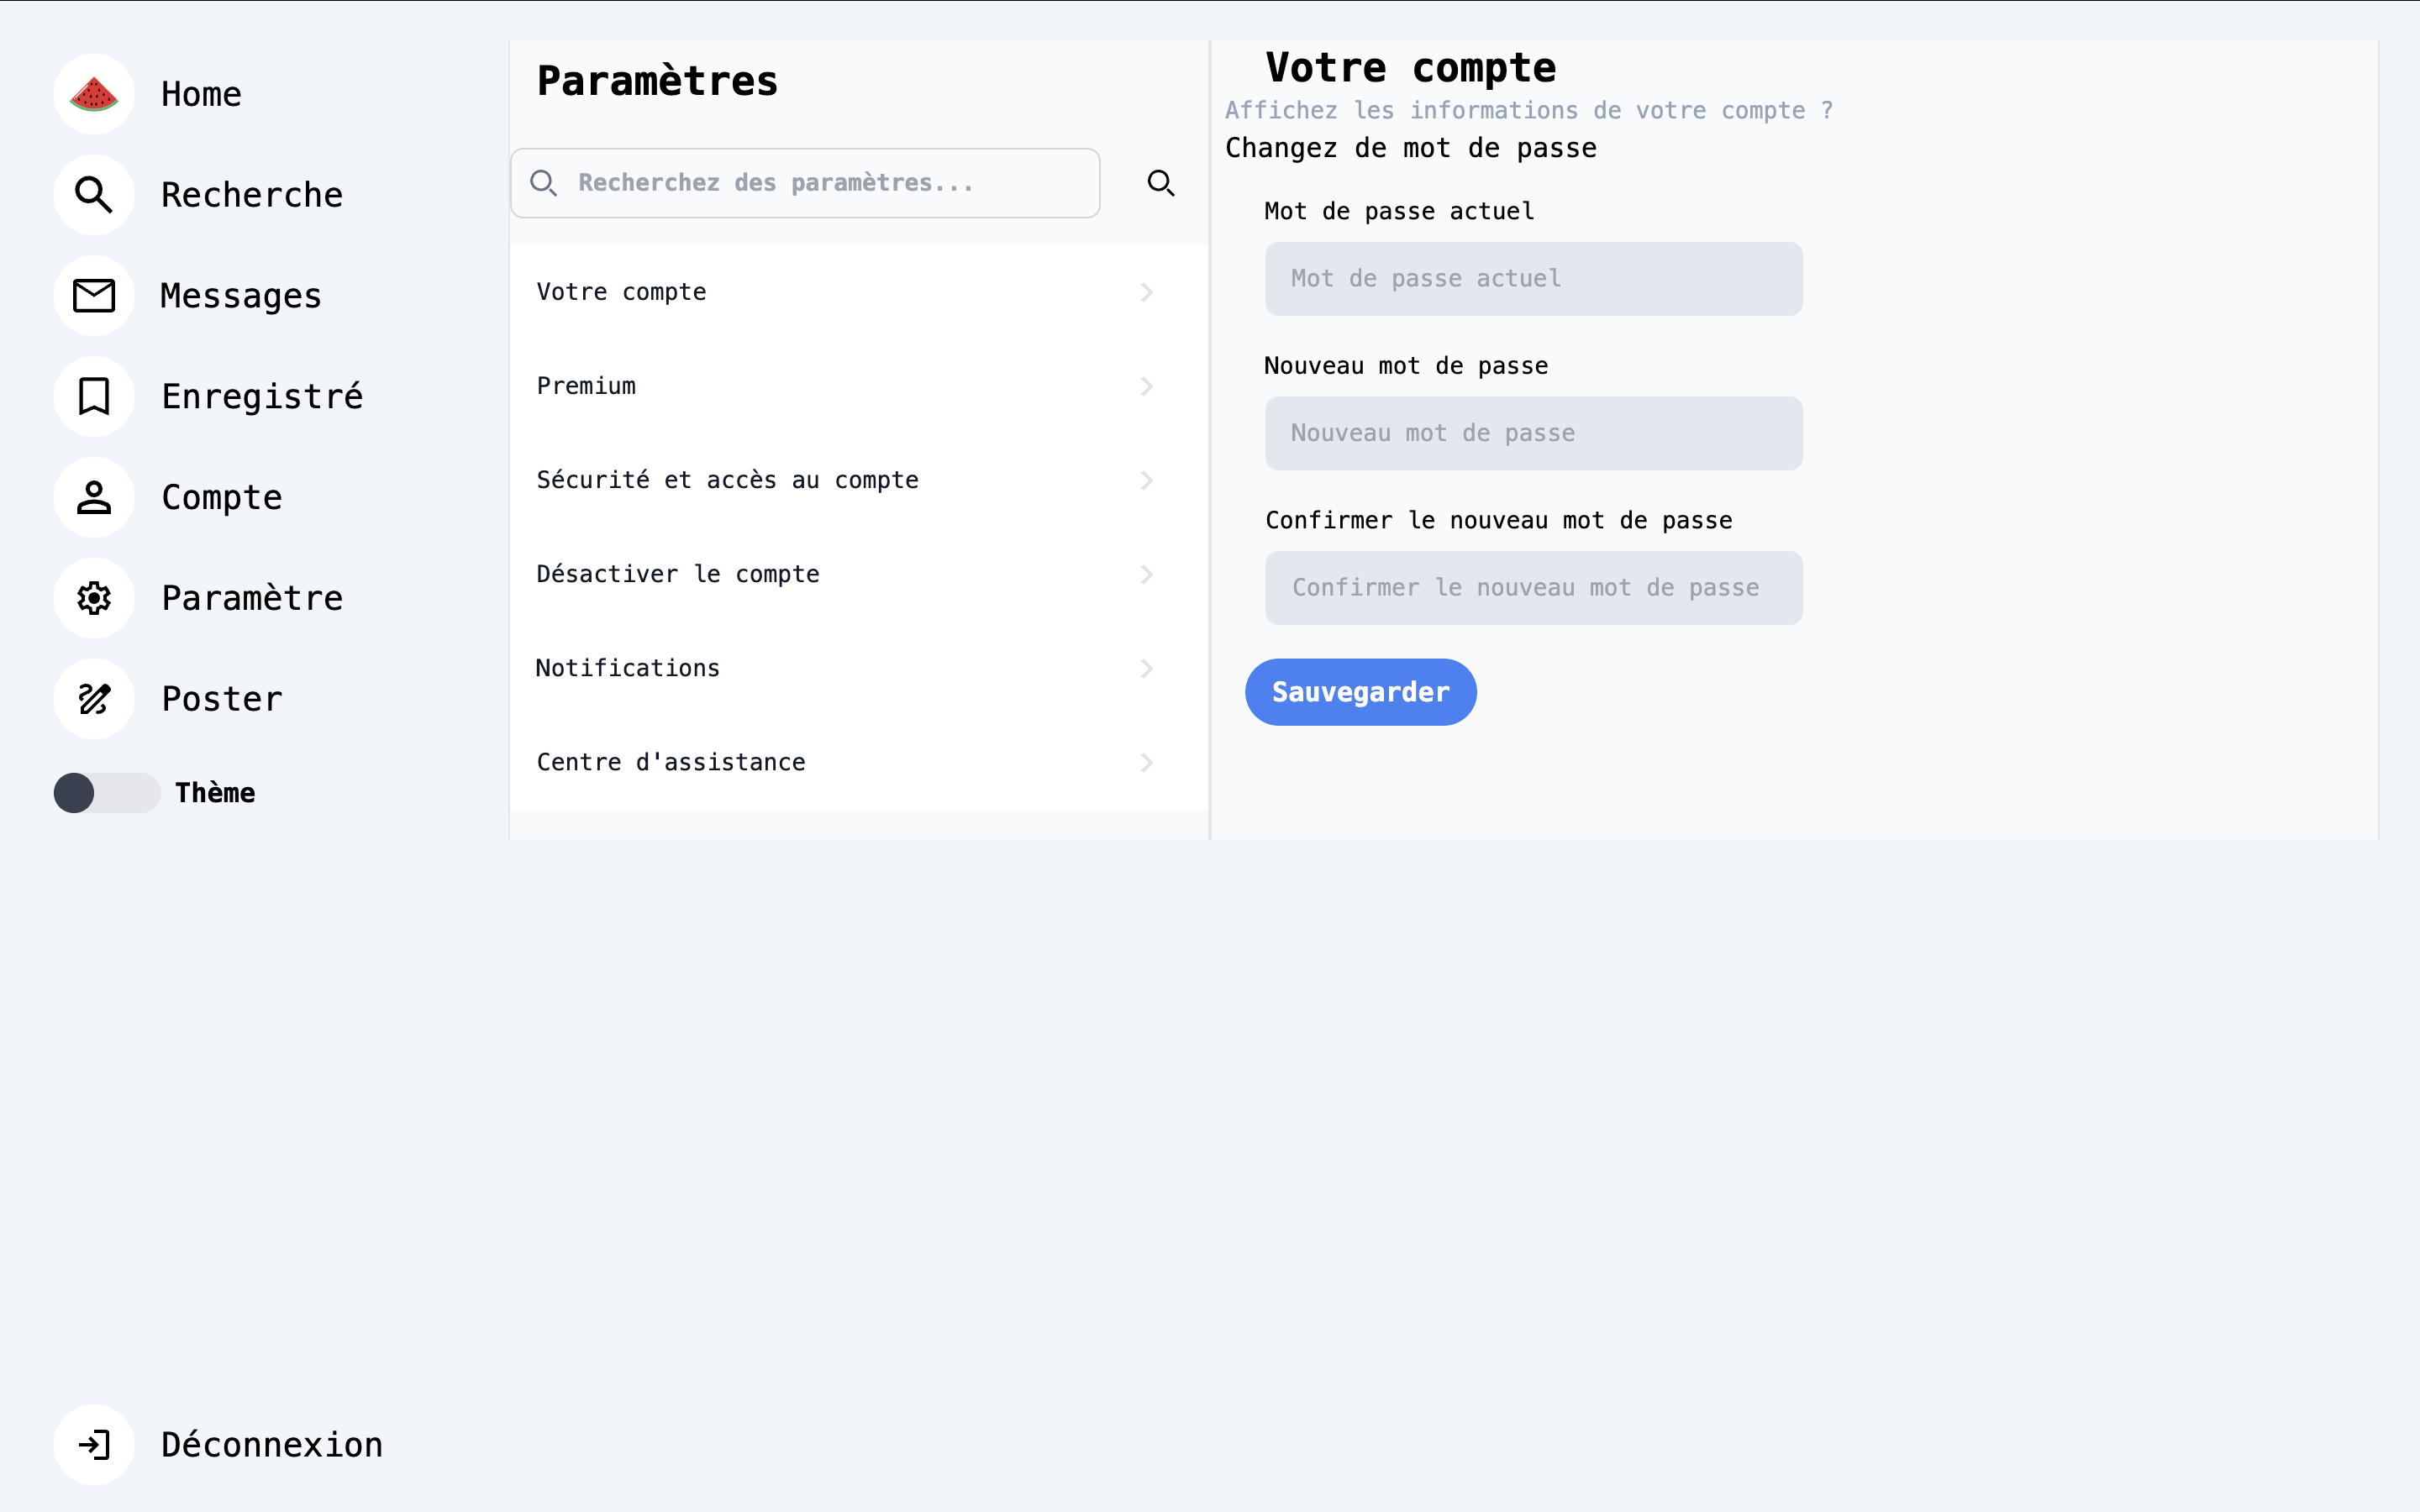 Home
Recherche
Messages
Enregistré
Compte
Paramètre
Poster
Thème
Déconnexion
Paramètres
Recherchez des paramètres...
Votre compte
Premium
Sécurité et accès au compte
Désactiver le compte
Notifications
Centre d'assistance
Votre compte
Affichez les informations de votre compte ?
Changez de mot de passe
Mot de passe actuel
Mot de passe actuel
Nouveau mot de passe
Nouveau mot de passe
Confirmer le nouveau mot de passe
Confirmer le nouveau mot de passe
Sauvegarder